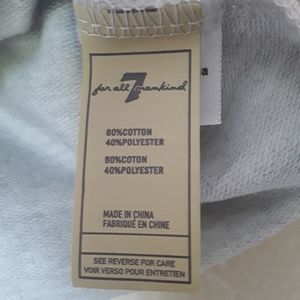 7
for all mankind
60%COTTON
40%POLYESTER
60%COTON
40%POLYESTER
MADE IN CHINA
FABRIQUÉ EN CHINE
SEE REVERSE FOR CARE
VOIR VERSO POUR ENTRETIEN
a